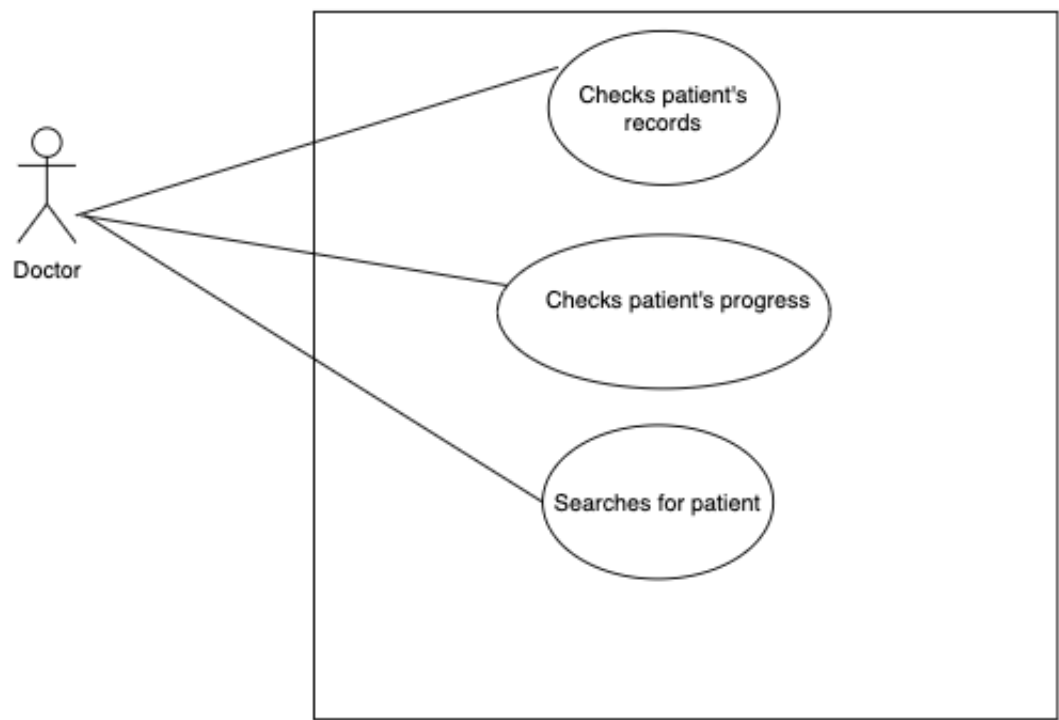 Checks patient's
records
Doctor
Checks patient's progress
Searches for patient